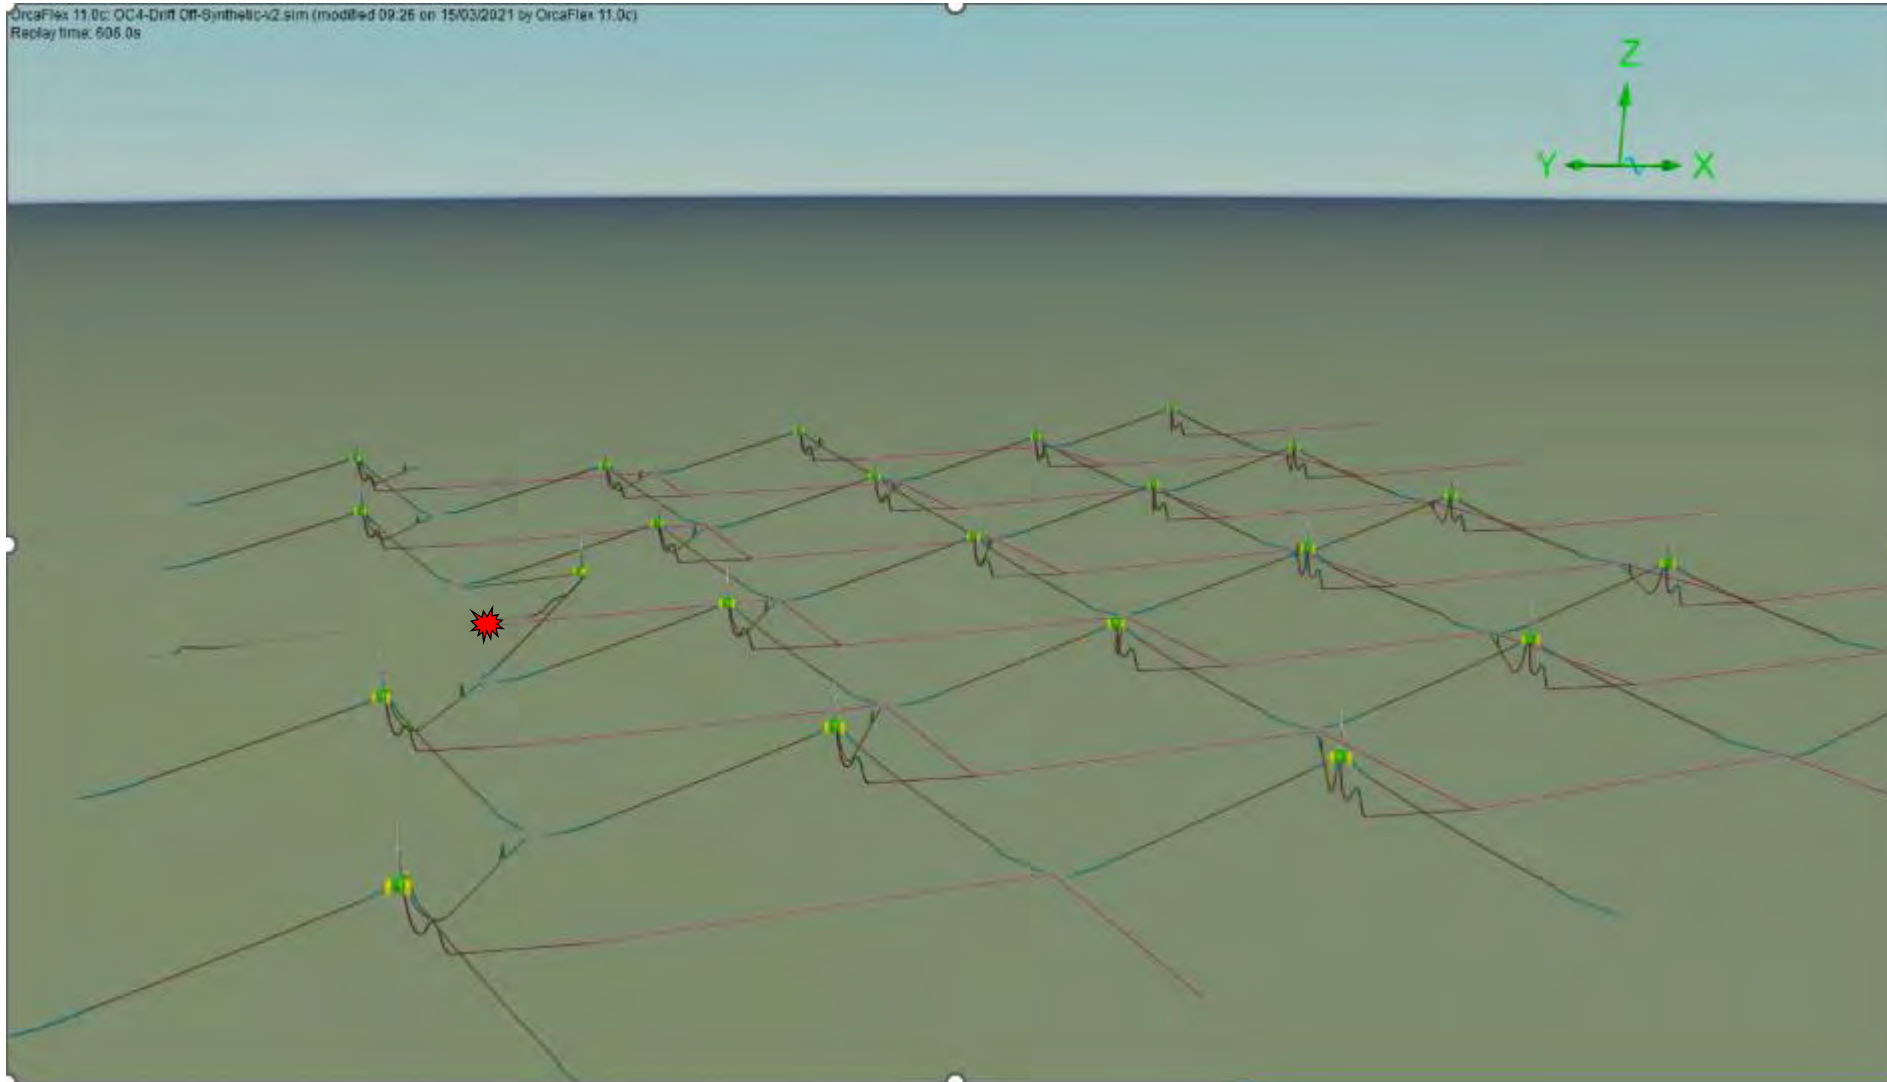 OrcaFlex 11.0c: OC4-Drift Off-Synthetic-v2.sim (modified 09:26 on 15/03/2021 by OrcaFlex 11.0c)
Replay time: 606.0s
Z
Y X